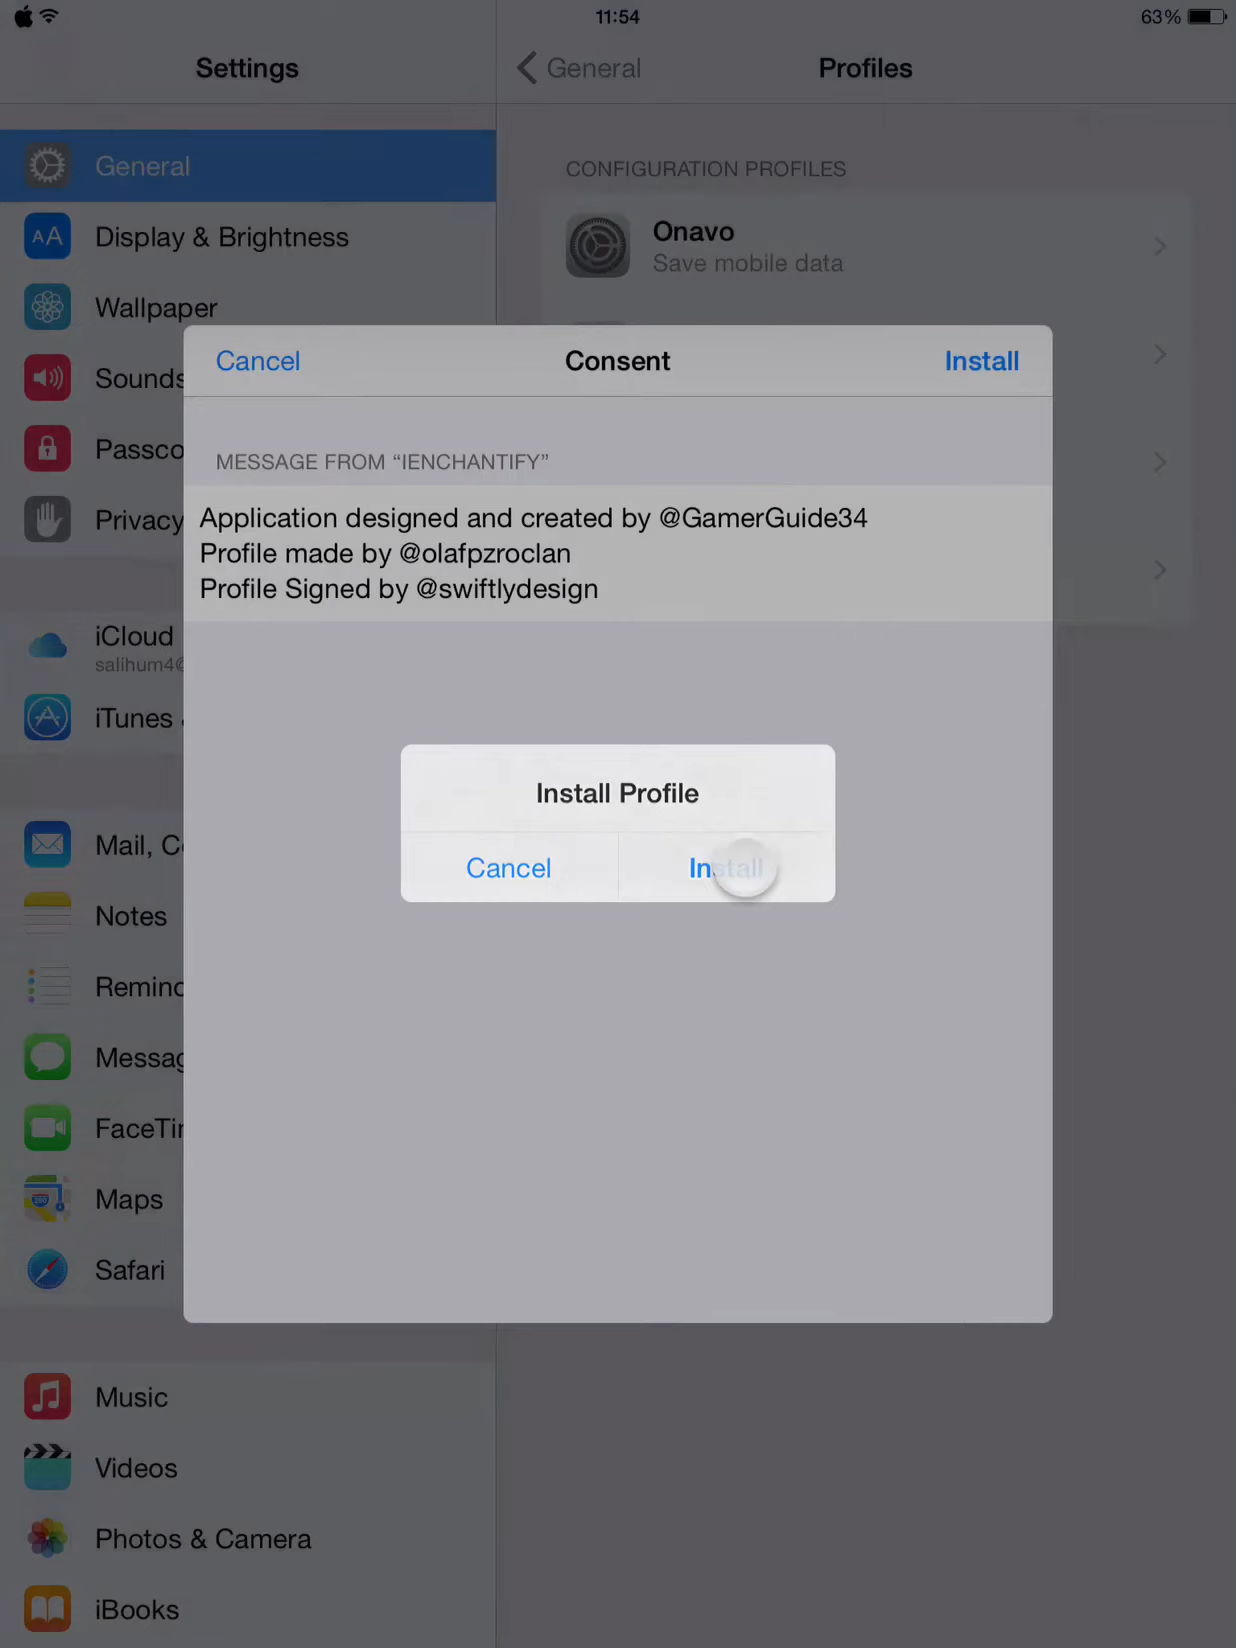 11:54
63%
Settings
General
Profiles
General
Display & Brightness
Wallpaper
Sounds
Passco
Privacy
iCloud
salihum4@
iTunes
Mail, C
Notes
Remind
Messag
FaceTi
Maps
Safari
Music
Videos
Photos & Camera
iBooks
CONFIGURATION PROFILES
Onavo
Save mobile data
Cancel
Consent
Install
MESSAGE FROM “IENCHANTIFY”
Application designed and created by @GamerGuide34
Profile made by @olafpzroclan
Profile Signed by @swiftlydesign
Install Profile
Cancel
Install